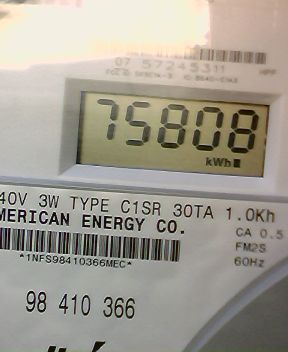 07 57245311
75808
kWh
40V 3W TYPE C1SR 30TA 1.0Kh
MERICAN ENERGY CO.
CA 0.5
FM2S
*1NFS98410366MEC*
60Hz
98 410 366